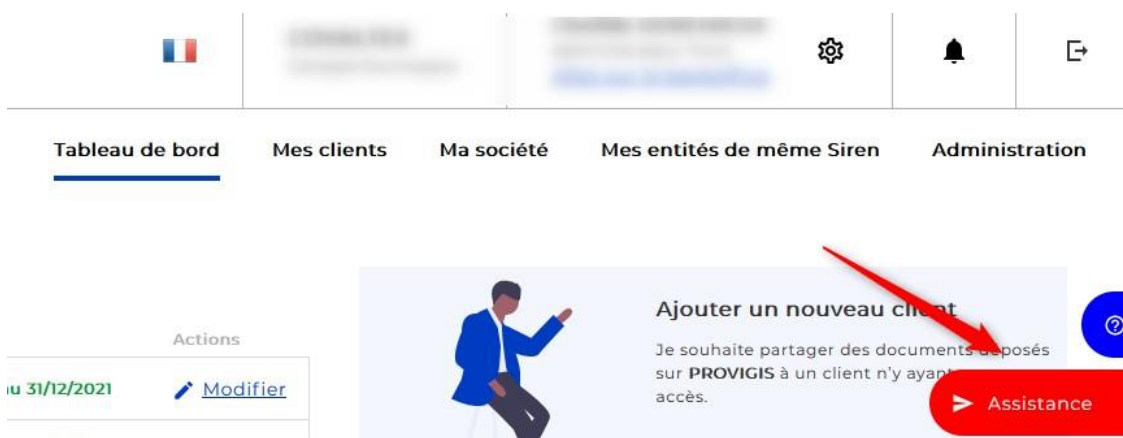 Tableau de bord Mes clients Ma société Mes entités de même Siren Administration
Ajouter un nouveau client
Actions
Je souhaite partager des documents déposés
au 31/12/2021 Modifier
sur PROVIGIS à un client n'y ayant
accès.
Assistance